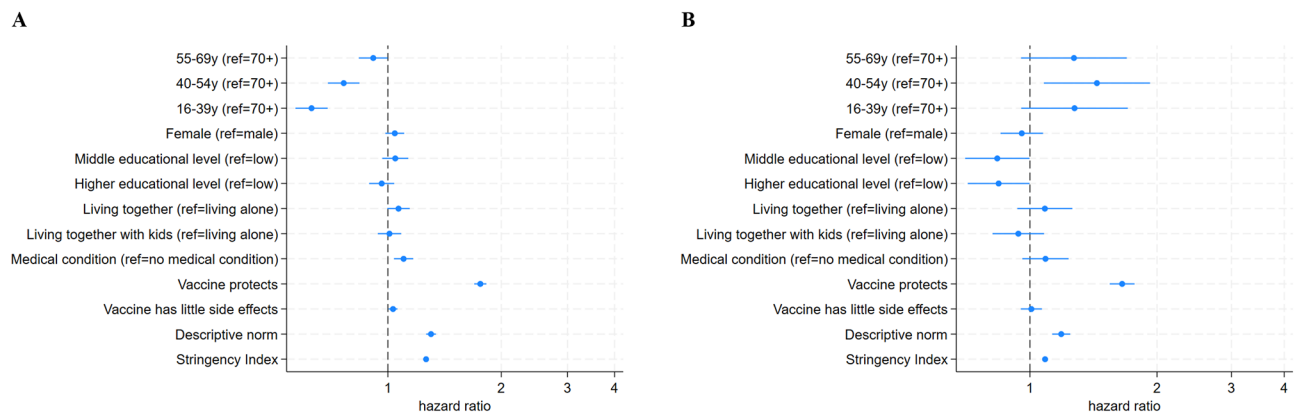 A
55-69y (ref=70+)
40-54y (ref=70+)
16-39y (ref=70+)
Female (ref=male)
Middle educational level (ref=low)
Higher educational level (ref=low)
Living together (ref=living alone)
Living together with kids (ref=living alone)
Medical condition (ref=no medical condition)
Vaccine protects
Vaccine has little side effects
Descriptive norm
Stringency Index
1 2 3 4
hazard ratio
B
55-69y (ref=70+)
40-54y (ref=70+)
16-39y (ref=70+)
Female (ref=male)
Middle educational level (ref=low)
Higher educational level (ref=low)
Living together (ref=living alone)
Living together with kids (ref=living alone)
Medical condition (ref=no medical condition)
Vaccine protects
Vaccine has little side effects
Descriptive norm
Stringency Index
1 2 3 4
hazard ratio